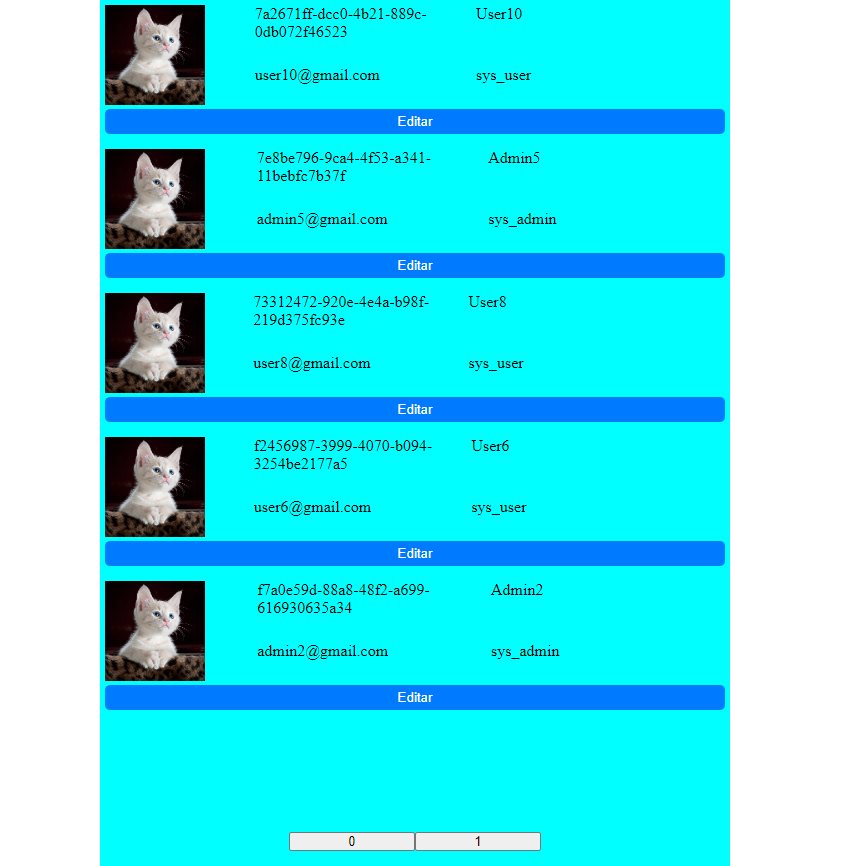 7a2671ff-dcc0-4b21-889c- User10
0db072f46523
user10@gmail.com sys_user
Editar
7e8be796-9ca4-4f53-a341- Admin5
11bebfc7b37f
admin5@gmail.com sys_admin
Editar
73312472-920e-4e4a-b98f- User8
219d375fc93e
user8@gmail.com sys_user
Editar
f2456987-3999-4070-b094- User6
3254be2177a5
user6@gmail.com sys_user
Editar
f7a0e59d-88a8-48f2-a699- Admin2
616930635a34
admin2@gmail.com sys_admin
Editar
0 1